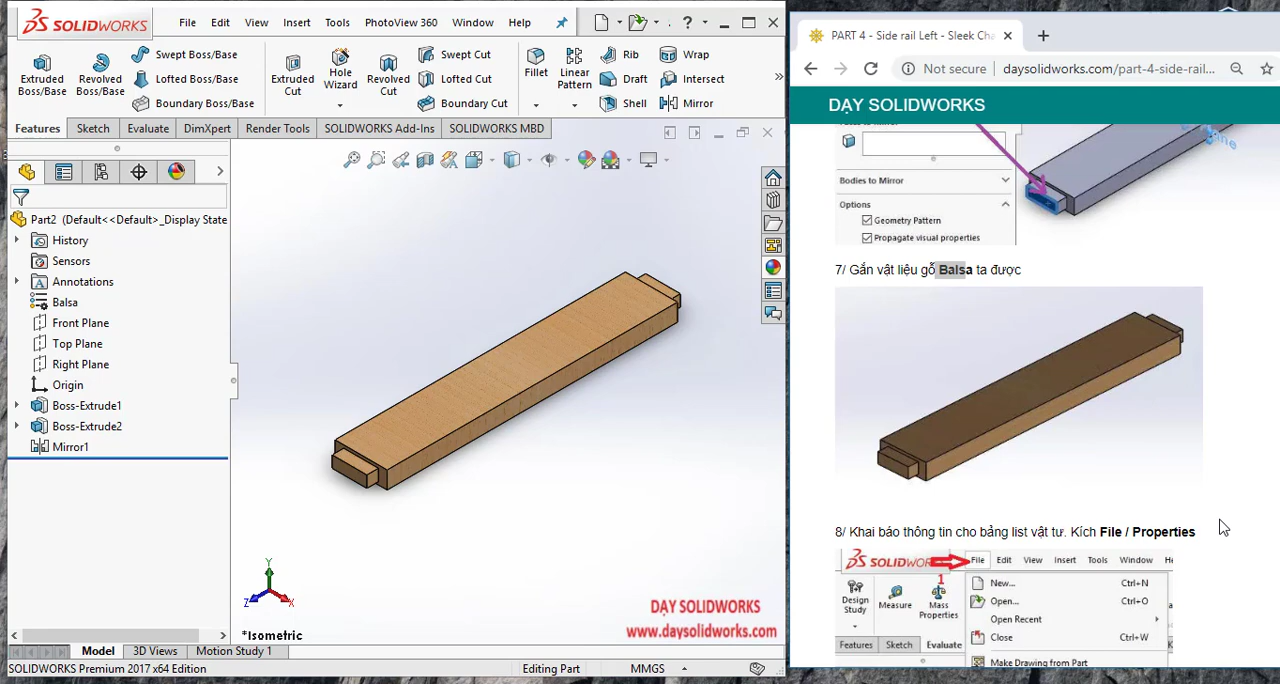 SOLIDWORKS
File Edit View Insert Tools PhotoView 360 Window Help
Extruded Boss/Base
Revolved Boss/Base
Swept Boss/Base
Lofted Boss/Base
Boundary Boss/Base
Extruded Cut
Hole Wizard
Revolved Cut
Swept Cut
Lofted Cut
Boundary Cut
Fillet
Linear Pattern
Rib
Draft
Shell
Wrap
Intersect
Mirror
Features Sketch Evaluate DimXpert Render Tools SOLIDWORKS Add-Ins SOLIDWORKS MBD
Part2 (Default<<Default>_Display State
History
Sensors
Annotations
Balsa
Front Plane
Top Plane
Right Plane
Origin
Boss-Extrude1
Boss-Extrude2
Mirror1
Y
Z
X
*Isometric
DẠY SOLIDWORKS
www.daysolidworks.com
Model 3D Views Motion Study 1
SOLIDWORKS Premium 2017 x64 Edition Editing Part MMGS
PART 4 - Side rail Left - Sleek Cha
Not secure daysolidworks.com/part-4-side-rail...
DẠY SOLIDWORKS
Bodies to Mirror
Options
Geometry Pattern
Propagate visual properties
7/ Gắn vật liệu gỗ Balsa ta được
8/ Khai báo thông tin cho bảng list vật tư. Kích File / Properties
File Edit View Insert Tools Window
1
Design Study
Measure
Mass Properties
Features Sketch Evaluate
New... Ctrl+N
Open... Ctrl+O
Open Recent
Close Ctrl+W
Make Drawing from Part